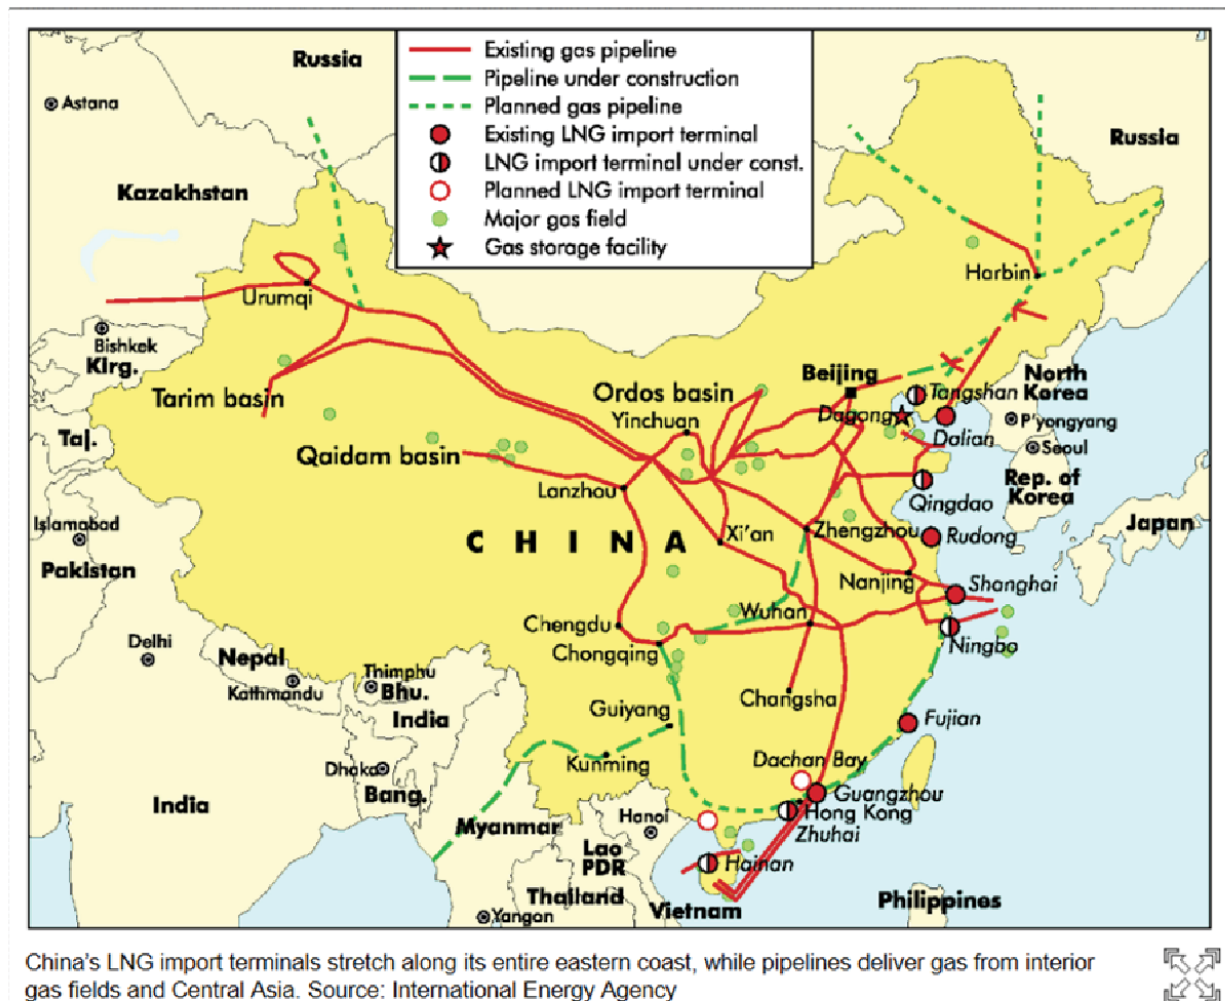 Russia
Astana
Kazakhstan
Existing gas pipeline
Pipeline under construction
Planned gas pipeline
Existing LNG import terminal
LNG import terminal under const.
Planned LNG import terminal
Major gas field
Gas storage facility
Russia
Harbin
Urumqi
Bishkek
Kirg.
Tarim basin
Taj.
Ordos basin
Yinchuan
Beijing
Dagong
Tangshan
North
Korea
P'yongyang
Dalian
Seoul
Qaidam basin
Lanzhou
Qingdao
Rep. of
Korea
Islamabad
Pakistan
CHINA
Xi'an
Zhengzhou
Rudong
Japan
Nanjing
Shanghai
Delhi
Nepal
Kathmandu
Thimphu
Bhu.
India
Chengdu
Chongqing
Wuhan
Ningbo
Changsha
Guiyang
Fujian
Kunming
Dachan Bay
Dhaka
Bang.
India
Myanmar
Hanoi
Guangzhou
Hong Kong
Zhuhai
Lao
PDR
Hainan
Thailand
Vietnam
Philippines
Yangon
China's LNG import terminals stretch along its entire eastern coast, while pipelines deliver gas from interior
gas fields and Central Asia. Source: International Energy Agency